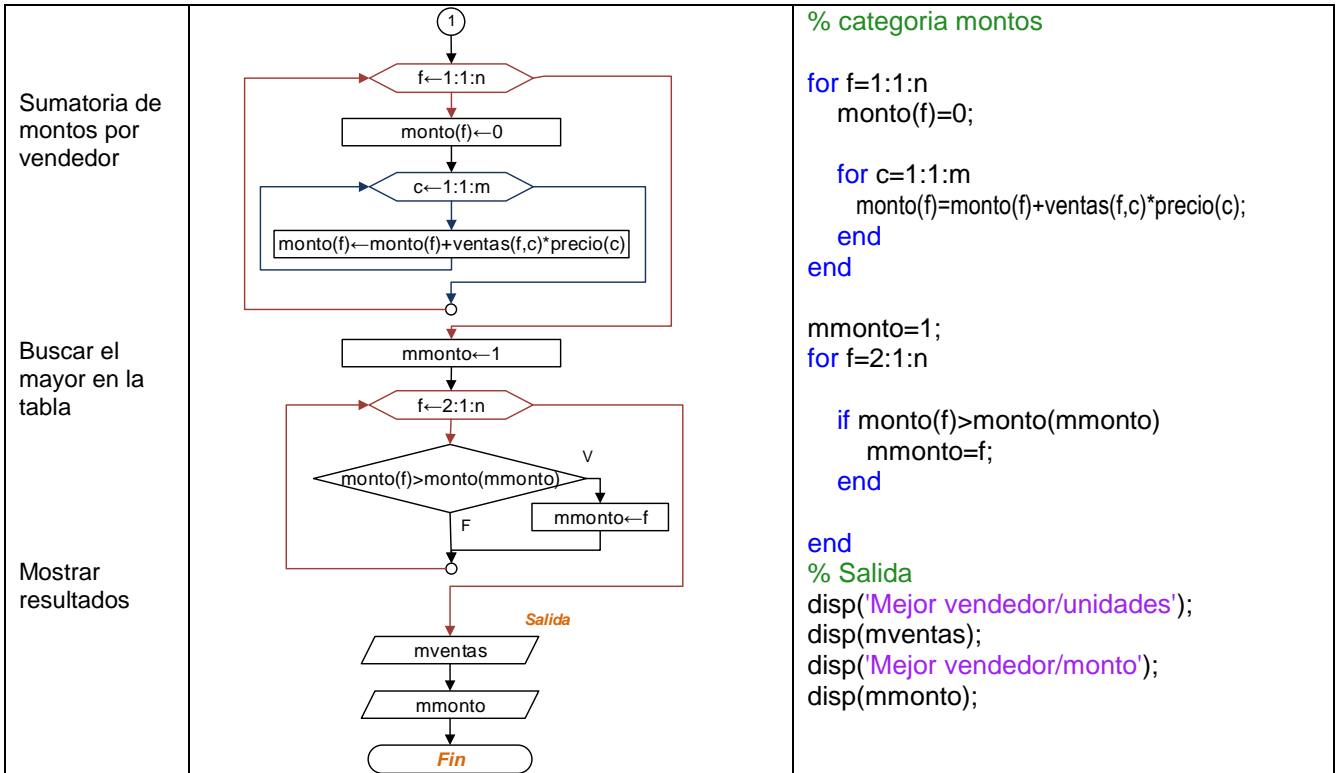 Sumatoria de
montos por
vendedor
Buscar el
mayor en la
tabla
Mostrar
resultados
1
f←1:1:n
monto(f)←0
c←1:1:m
monto(f)←monto(f)+ventas(f,c)*precio(c)
mmonto←1
f←2:1:n
monto(f)>monto(mmonto)
V
mmonto←f
F
Salida
mventas
mmonto
Fin
% categoria montos
for f=1:1:n
monto(f)=0;
for c=1:1:m
monto(f)=monto(f)+ventas(f,c)*precio(c);
end
end
mmonto=1;
for f=2:1:n
if monto(f)>monto(mmonto)
mmonto=f;
end
end
% Salida
disp('Mejor vendedor/unidades');
disp(mventas);
disp('Mejor vendedor/monto');
disp(mmonto);